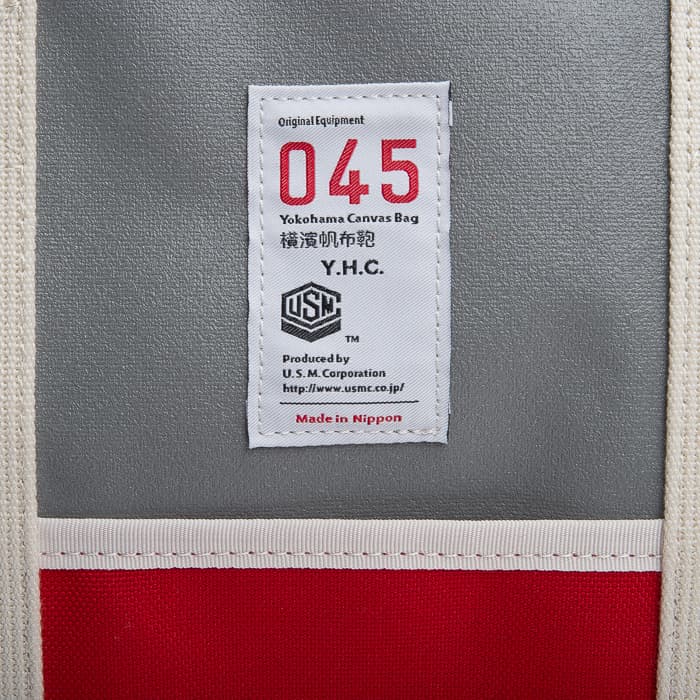 Original Equipment
045
Yokohama Canvas Bag
横濱帆布鞄
Y.H.C.
USM
TM
Produced by
U. S. M. Corporation
http://www.usmc.co.jp/
Made in Nippon